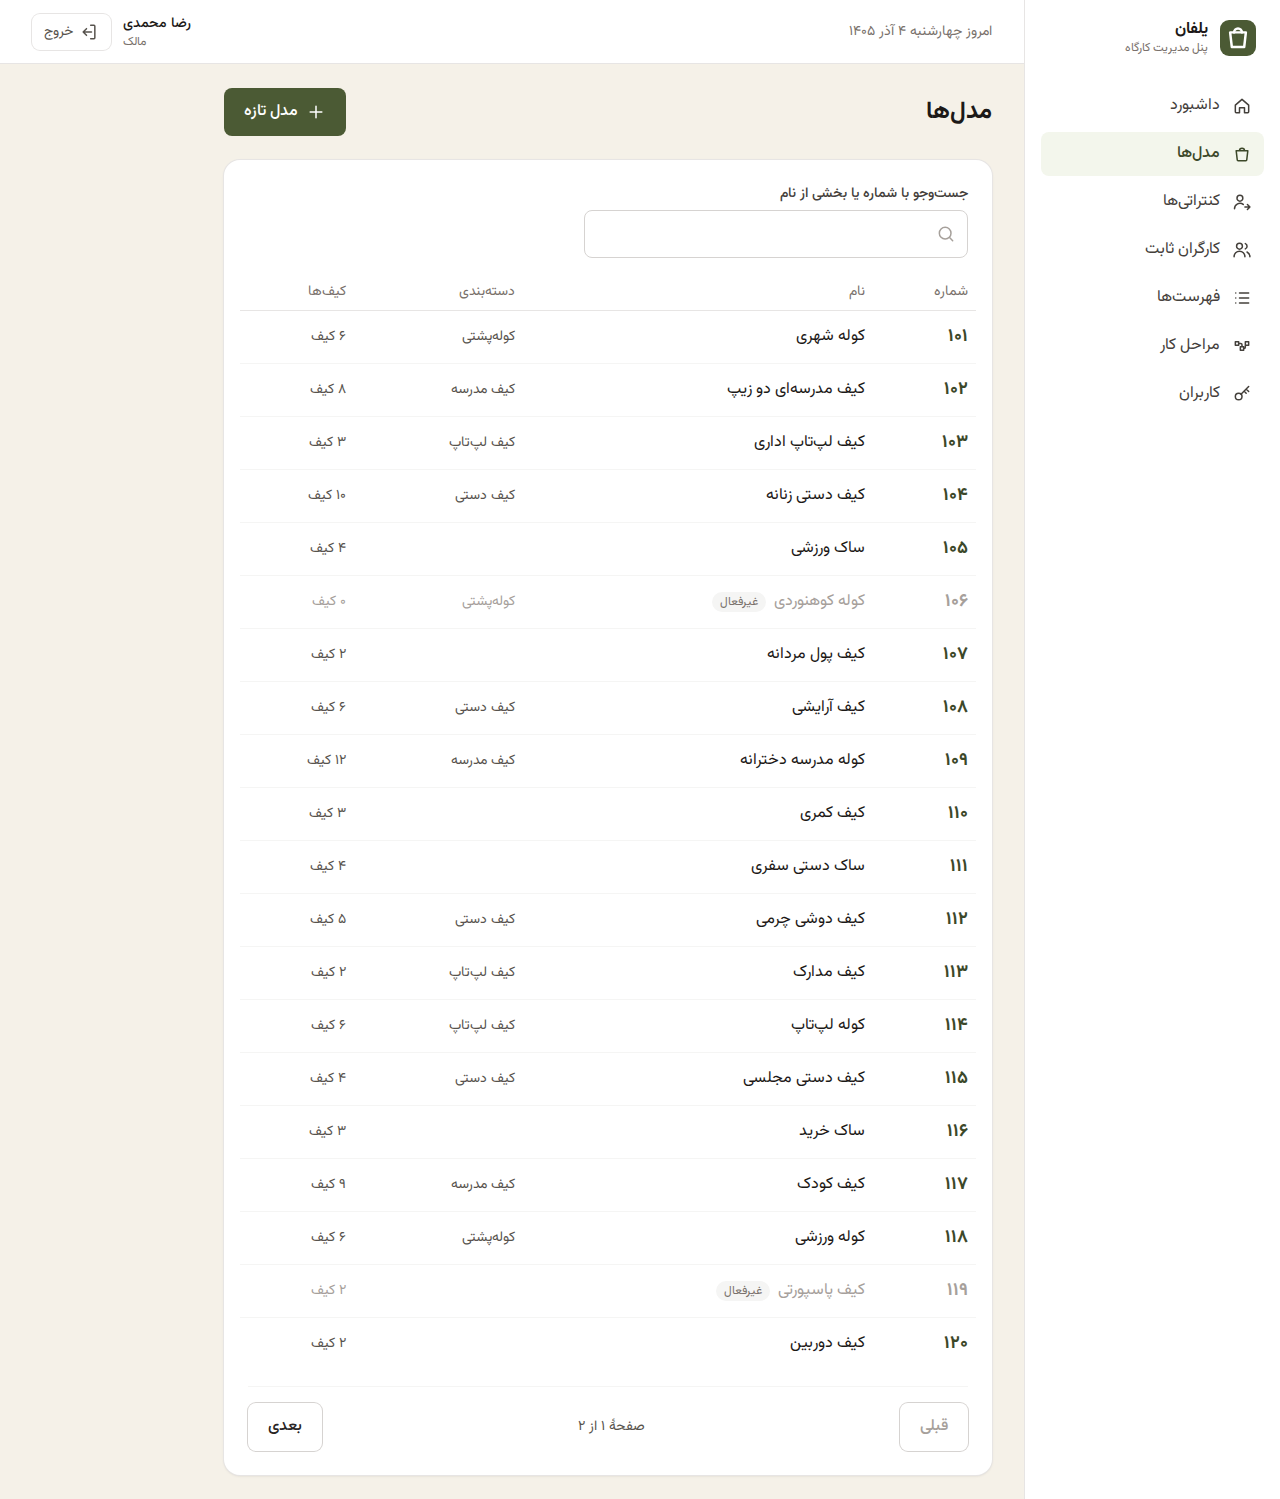 یلفان
پنل مدیریت کارگاه
داشبورد
مدل‌ها
کنتراتی‌ها
کارگران ثابت
فهرست‌ها
مراحل کار
کاربران
امروز چهارشنبه ۴ آذر ۱۴۰۵
رضا محمدی
مالک
خروج
مدل‌ها
مدل تازه
جست‌وجو با شماره یا بخشی از نام
شماره نام دسته‌بندی کیف‌ها
۱۰۱ کوله شهری کوله‌پشتی ۶ کیف
۱۰۲ کیف مدرسه‌ای دو زیپ کیف مدرسه ۸ کیف
۱۰۳ کیف لپ‌تاپ اداری کیف لپ‌تاپ ۳ کیف
۱۰۴ کیف دستی زنانه کیف دستی ۱۰ کیف
۱۰۵ ساک ورزشی ۴ کیف
۱۰۶ کوله کوهنوردی غیرفعال کوله‌پشتی ۰ کیف
۱۰۷ کیف پول مردانه ۲ کیف
۱۰۸ کیف آرایشی کیف دستی ۶ کیف
۱۰۹ کوله مدرسه دخترانه کیف مدرسه ۱۲ کیف
۱۱۰ کیف کمری ۳ کیف
۱۱۱ ساک دستی سفری ۴ کیف
۱۱۲ کیف دوشی چرمی کیف دستی ۵ کیف
۱۱۳ کیف مدارک کیف لپ‌تاپ ۲ کیف
۱۱۴ کوله لپ‌تاپ کیف لپ‌تاپ ۶ کیف
۱۱۵ کیف دستی مجلسی کیف دستی ۴ کیف
۱۱۶ ساک خرید ۳ کیف
۱۱۷ کیف کودک کیف مدرسه ۹ کیف
۱۱۸ کوله ورزشی کوله‌پشتی ۶ کیف
۱۱۹ کیف پاسپورتی غیرفعال ۲ کیف
۱۲۰ کیف دوربین ۲ کیف
قبلی صفحهٔ ۱ از ۲ بعدی